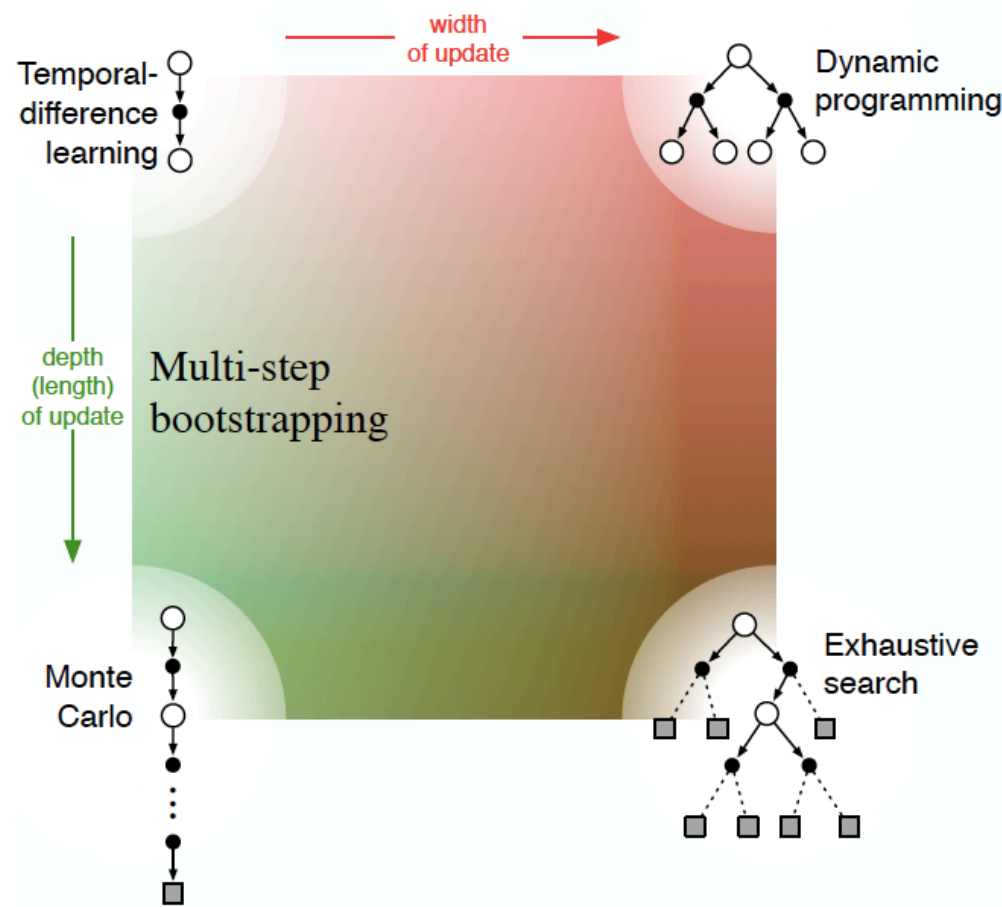 width
of update
Temporal-
difference
learning
Dynamic
programming
depth
(length)
of update
Multi-step
bootstrapping
Monte
Carlo
Exhaustive
search